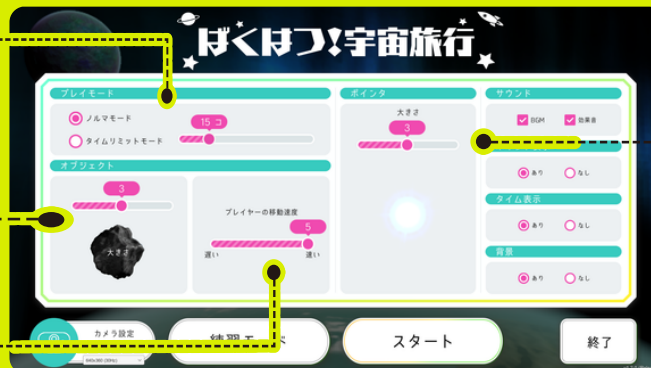 ばくはつ!宇宙旅行
プレイモード
ノルマモード
タイムリミットモード
15 コ
オブジェクト
3
大きさ
プレイヤーの移動速度
5
遅い
速い
ポインタ
大きさ
3
サウンド
BGM
効果音
あり
なし
タイム表示
あり
なし
背景
あり
なし
カメラ設定
スタート
終了